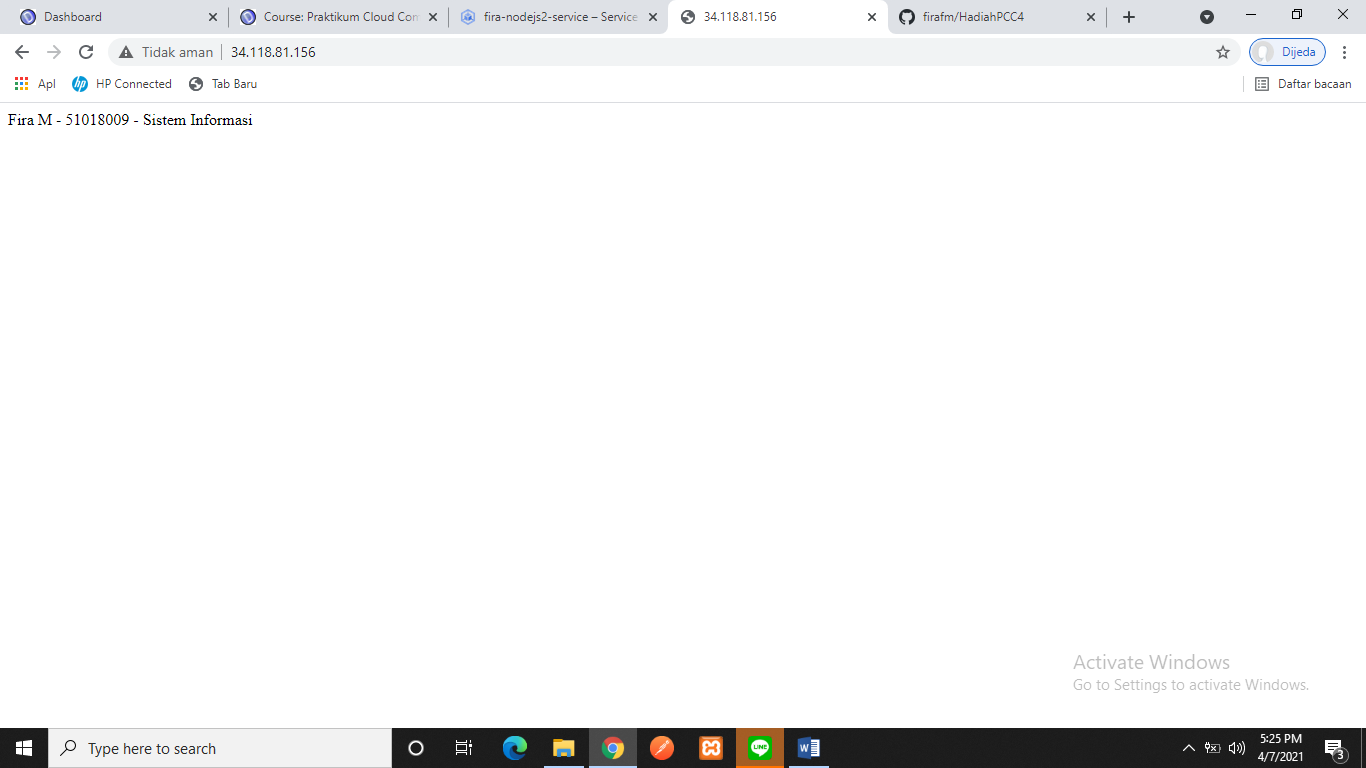 Dashboard
Course: Praktikum Cloud Com
fira-nodejs2-service – Service
34.118.81.156
firafm/HadiahPCC4
Tidak aman
34.118.81.156
Dijeda
Apl
HP Connected
Tab Baru
Daftar bacaan
Fira M - 51018009 - Sistem Informasi
Activate Windows
Go to Settings to activate Windows.
Type here to search
LINE
5:25 PM
4/7/2021
3